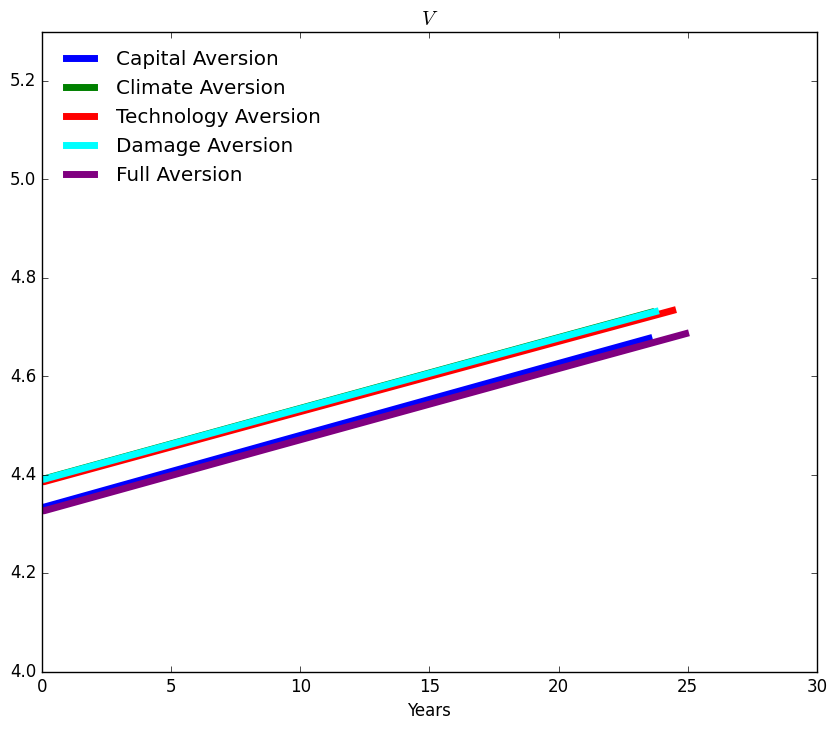 V
5.2
5.0
4.8
4.6
4.4
4.2
4.0
Capital Aversion
Climate Aversion
Technology Aversion
Damage Aversion
Full Aversion
0 5 10 15 20 25 30
Years